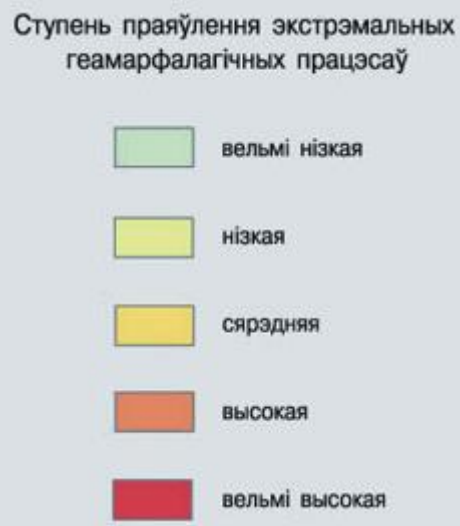 Ступень праяўлення экстрэмальных
геамарфалагічных працэсаў
вельмі нізкая
нізкая
сярэдняя
высокая
вельмі высокая